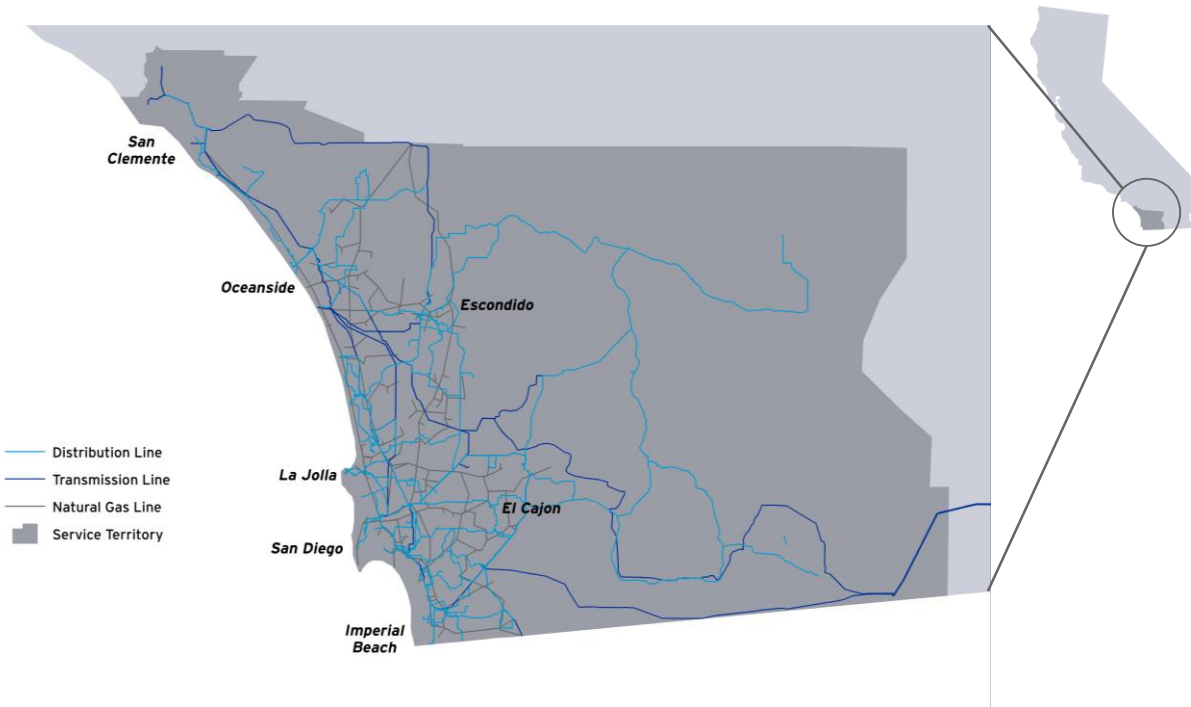 San
Clemente
Oceanside
Escondido
Distribution Line
Transmission Line
Natural Gas Line
Service Territory
La Jolla
El Cajon
San Diego
Imperial
Beach